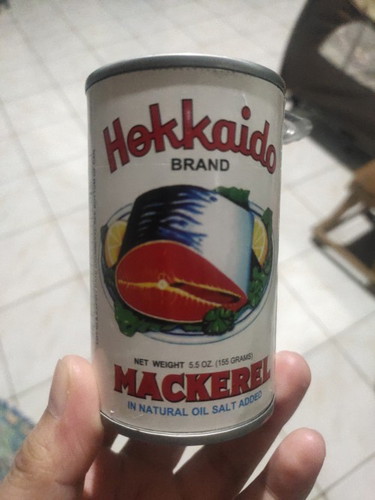 Hokkaido
BRAND
NET WEIGHT 5.5 OZ. (155 GRAMS)
MACKEREL
IN NATURAL OIL SALT ADDED